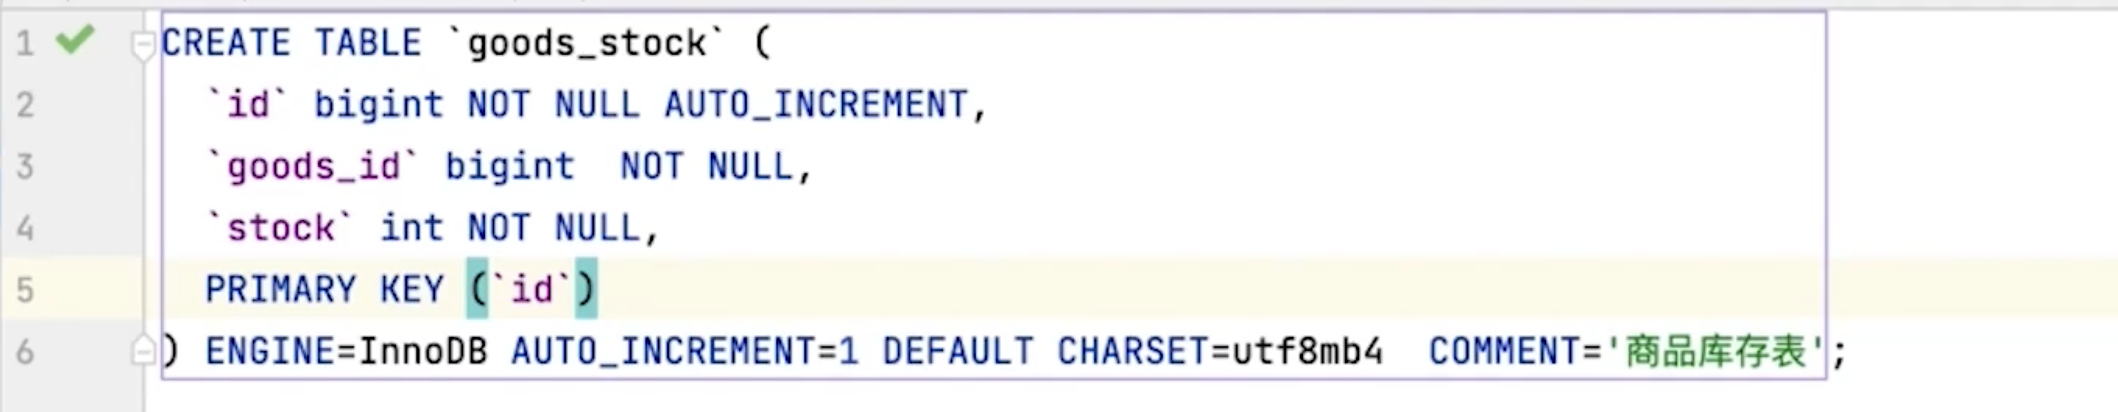 1 CREATE TABLE `goods_stock` (
2 `id` bigint NOT NULL AUTO_INCREMENT,
3 `goods_id` bigint  NOT NULL,
4 `stock` int NOT NULL,
5 PRIMARY KEY (`id`)
6 ) ENGINE=InnoDB AUTO_INCREMENT=1 DEFAULT CHARSET=utf8mb4  COMMENT='商品库存表';